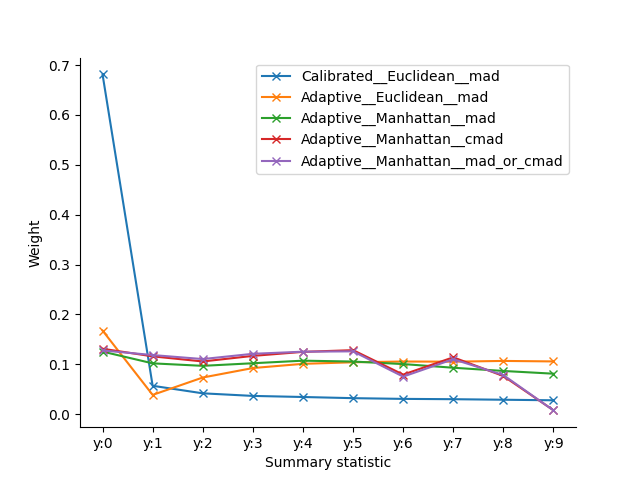 0.7
0.6
0.5
0.4
0.3
0.2
0.1
0.0
Weight
Calibrated__Euclidean__mad
Adaptive__Euclidean__mad
Adaptive__Manhattan__mad
Adaptive__Manhattan__cmad
Adaptive__Manhattan__mad_or_cmad
y:0 y:1 y:2 y:3 y:4 y:5 y:6 y:7 y:8 y:9
Summary statistic